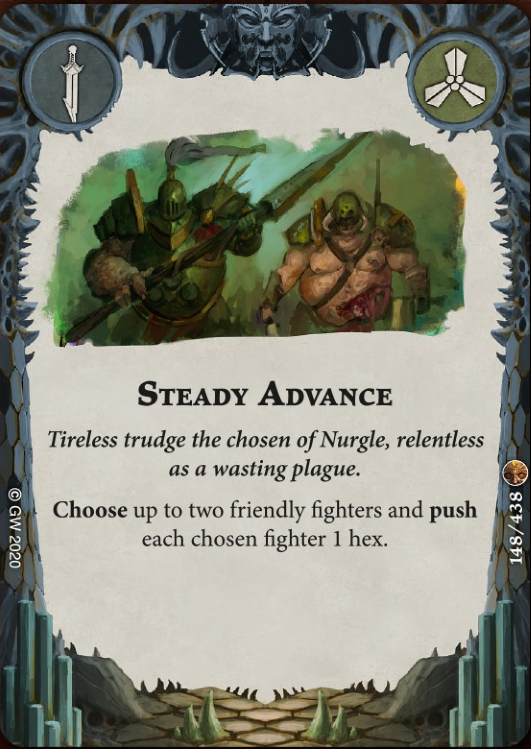 Steady Advance
Tireless trudge the chosen of Nurgle, relentless
as a wasting plague.
Choose up to two friendly fighters and push
each chosen fighter 1 hex.
© GW 2020
148/438